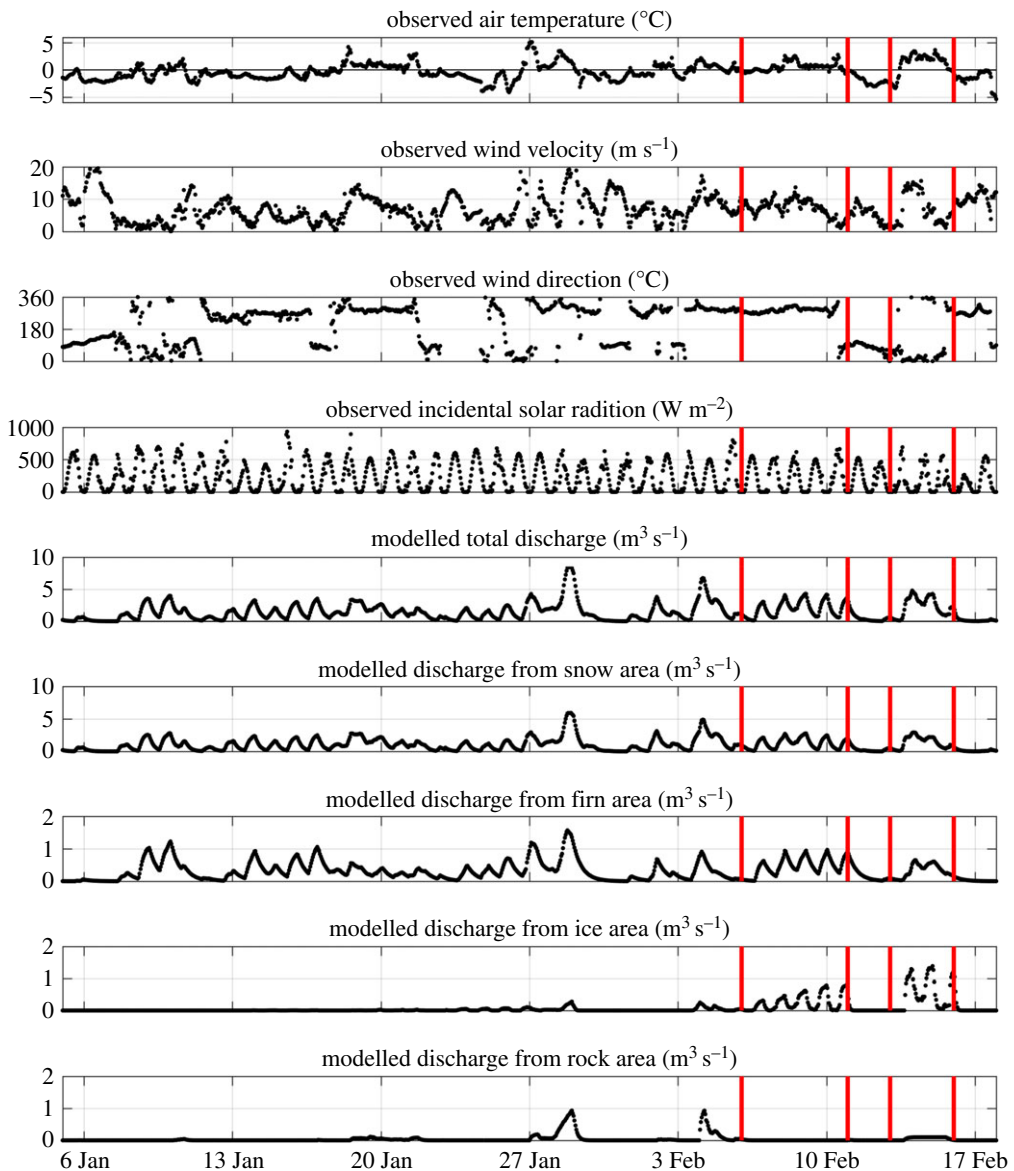 observed air temperature (°C)
5
0
–5
observed wind velocity (m s–1)
20
10
0
observed wind direction (°C)
360
180
0
observed incidental solar radition (W m–2)
1000
500
0
modelled total discharge (m3 s–1)
10
5
0
modelled discharge from snow area (m3 s–1)
10
5
0
modelled discharge from firn area (m3 s–1)
2
1
0
modelled discharge from ice area (m3 s–1)
2
1
0
modelled discharge from rock area (m3 s–1)
2
1
0
6 Jan 13 Jan 20 Jan 27 Jan 3 Feb 10 Feb 17 Feb